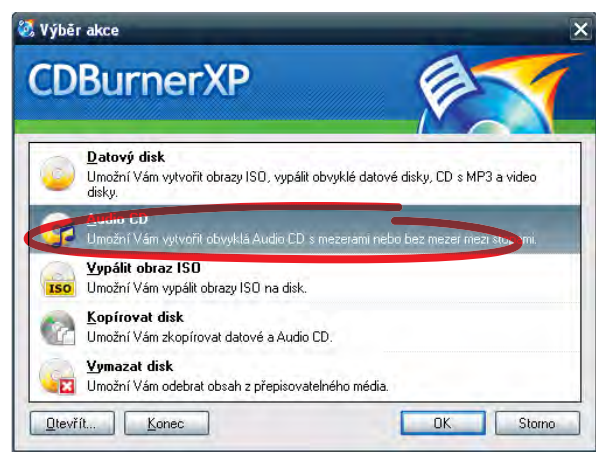 Výběr akce
CDBurnerXP
Datový disk
Umožní Vám vytvořit obrazy ISO, vypálit obvyklé datové disky, CD s MP3 a video
disky.
Audio CD
Umožní Vám vytvořit obvyklá Audio CD s mezerami nebo bez mezer mezi stopami.
Vypálit obraz ISO
ISO
Umožní Vám vypálit obrazy ISO na disk.
Kopírovat disk
Umožní Vám zkopírovat datové a Audio CD.
Vymazat disk
Umožní Vám odebrat obsah z přepisovatelného média.
Otevřít... Konec OK Storno